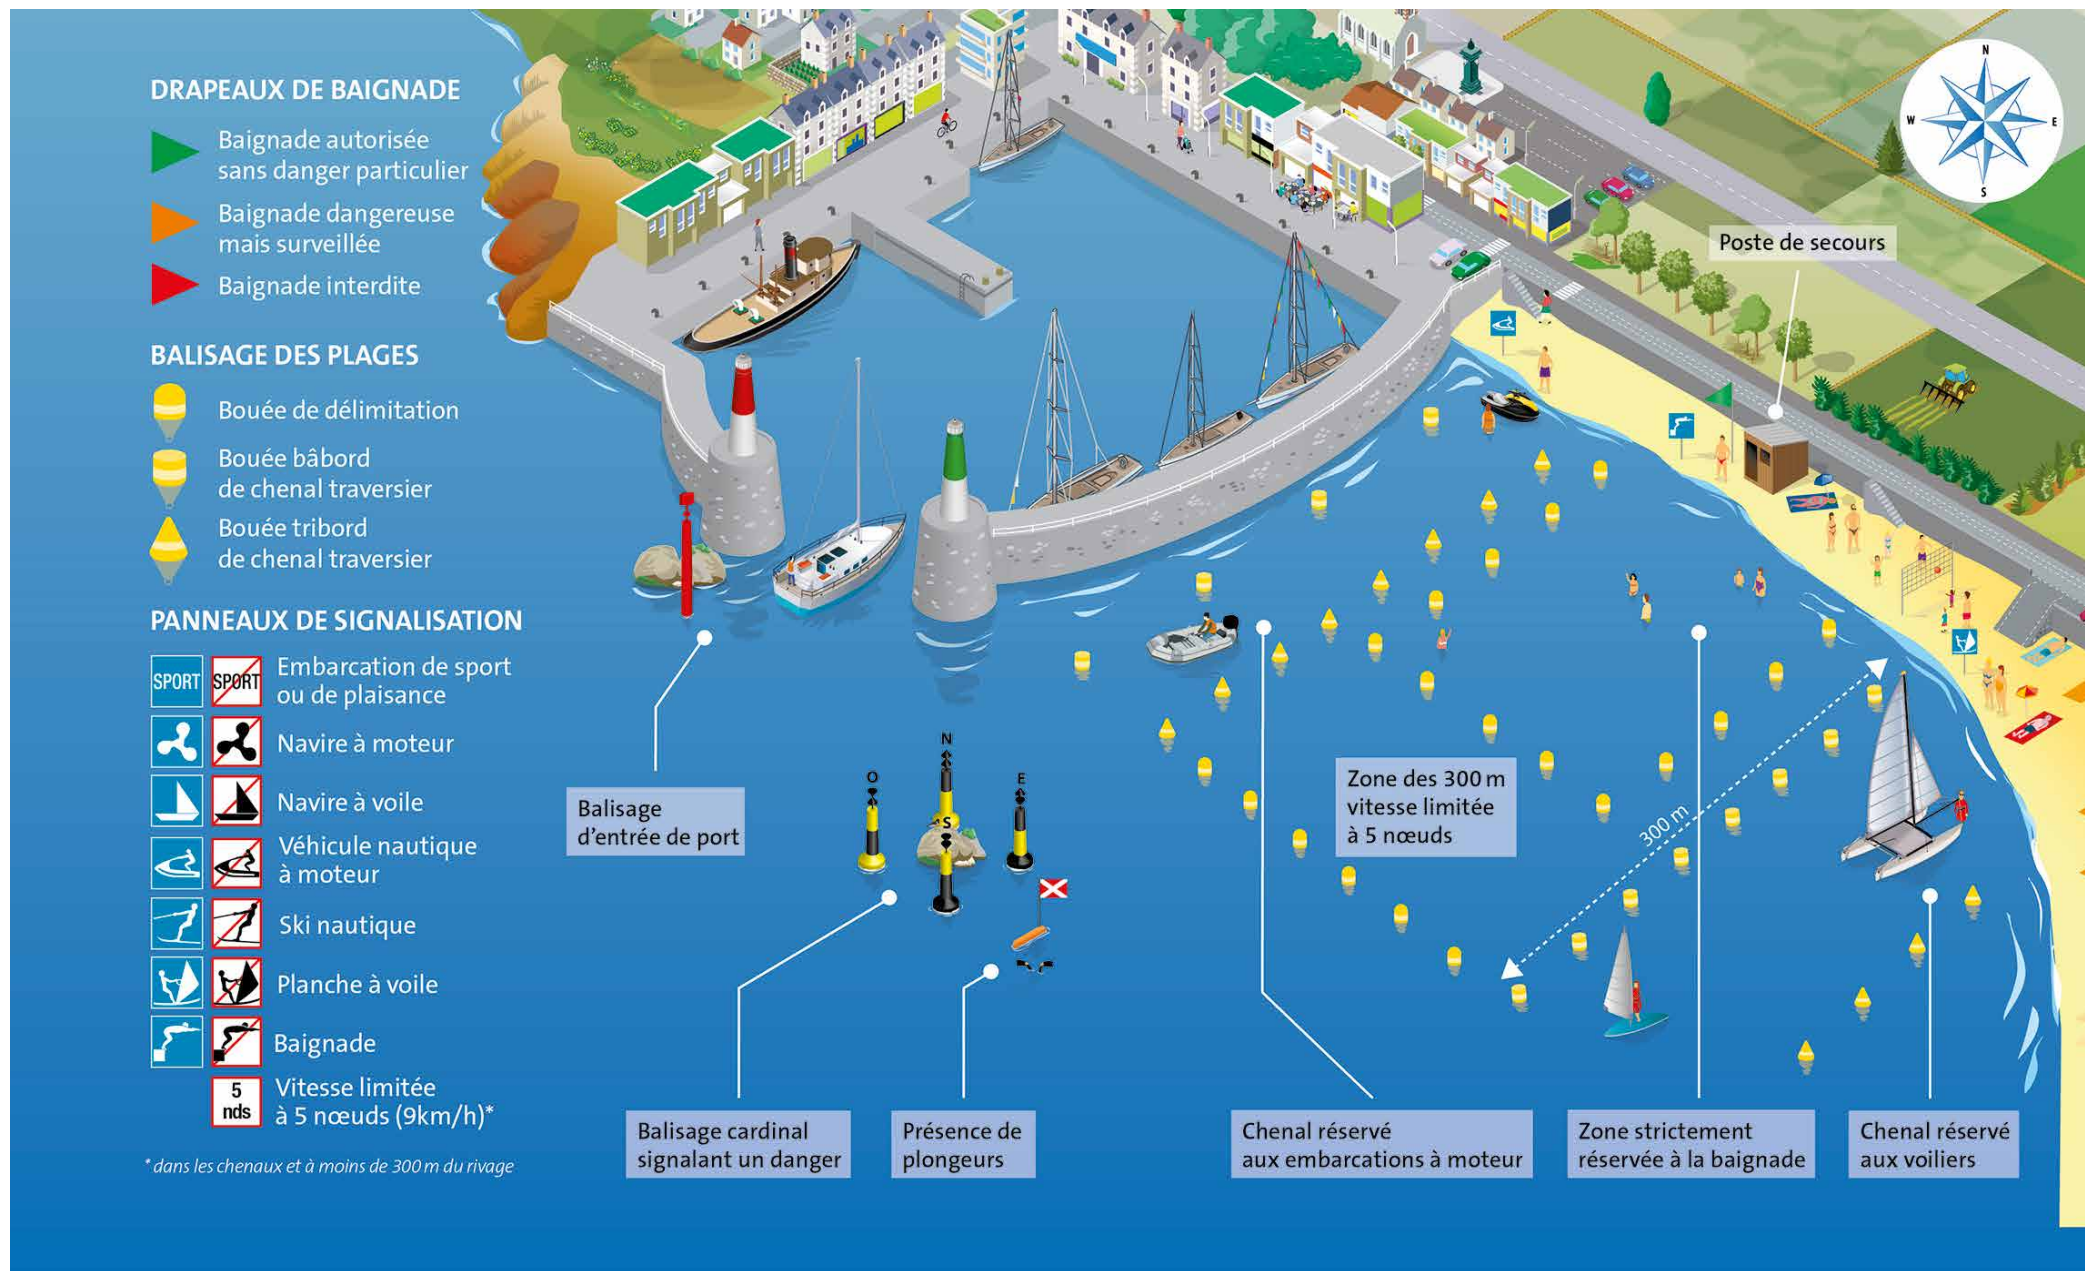 DRAPEAUX DE BAIGNADE
Baignade autorisée
sans danger particulier
Baignade dangereuse
mais surveillée
Baignade interdite
BALISAGE DES PLAGES
Bouée de délimitation
Bouée bâbord
de chenal traversier
Bouée tribord
de chenal traversier
PANNEAUX DE SIGNALISATION
SPORT SPORT Embarcation de sport
ou de plaisance
Navire à moteur
Navire à voile
Véhicule nautique
à moteur
Ski nautique
Planche à voile
Baignade
5
nds
Vitesse limitée
à 5 nœuds (9km/h)*
* dans les chenaux et à moins de 300 m du rivage
N
W
E
S
Poste de secours
Balisage
d'entrée de port
N
O
E
S
Zone des 300 m
vitesse limitée
à 5 nœuds
300 m
Balisage cardinal
signalant un danger
Présence de
plongeurs
Chenal réservé
aux embarcations à moteur
Zone strictement
réservée à la baignade
Chenal réservé
aux voiliers